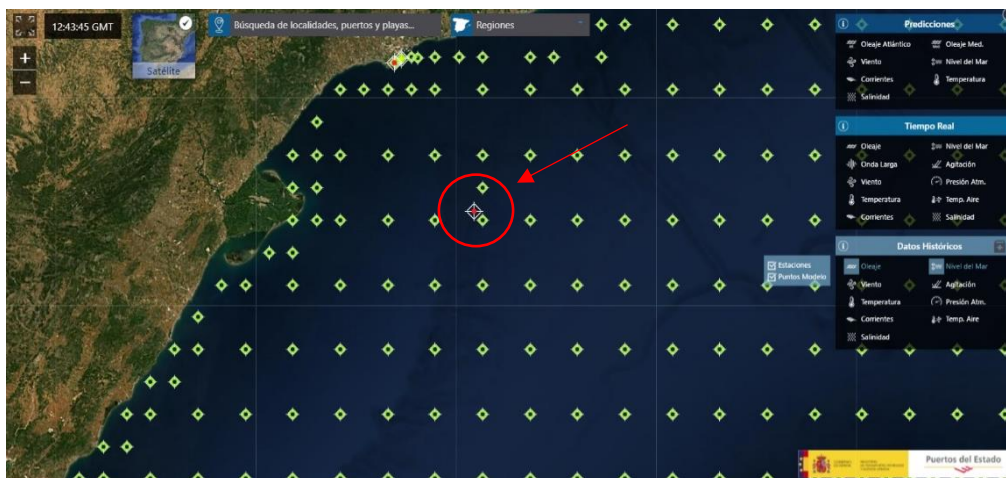 12:43:45 GMT
Satélite
Búsqueda de localidades, puertos y playas...
Regiones
+
−
Predicciones
Oleaje Atlántico
Oleaje Med.
Viento
Nivel del Mar
Corrientes
Temperatura
Salinidad
Tiempo Real
Oleaje
Nivel del Mar
Onda Larga
Agitación
Viento
Presión Atm.
Temperatura
Temp. Aire
Corrientes
Salinidad
Datos Históricos
Estaciones
Puntos Modelo
Oleaje
Nivel del Mar
Viento
Agitación
Temperatura
Presión Atm.
Corrientes
Temp. Aire
Salinidad
Puertos del Estado